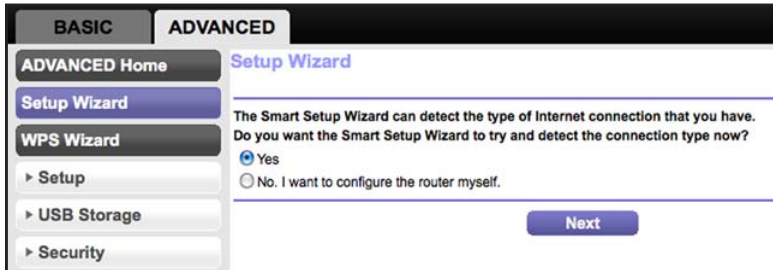 BASIC
ADVANCED
ADVANCED Home
Setup Wizard
WPS Wizard
Setup
USB Storage
Security
Setup Wizard
The Smart Setup Wizard can detect the type of Internet connection that you have.
Do you want the Smart Setup Wizard to try and detect the connection type now?
Yes
No. I want to configure the router myself.
Next